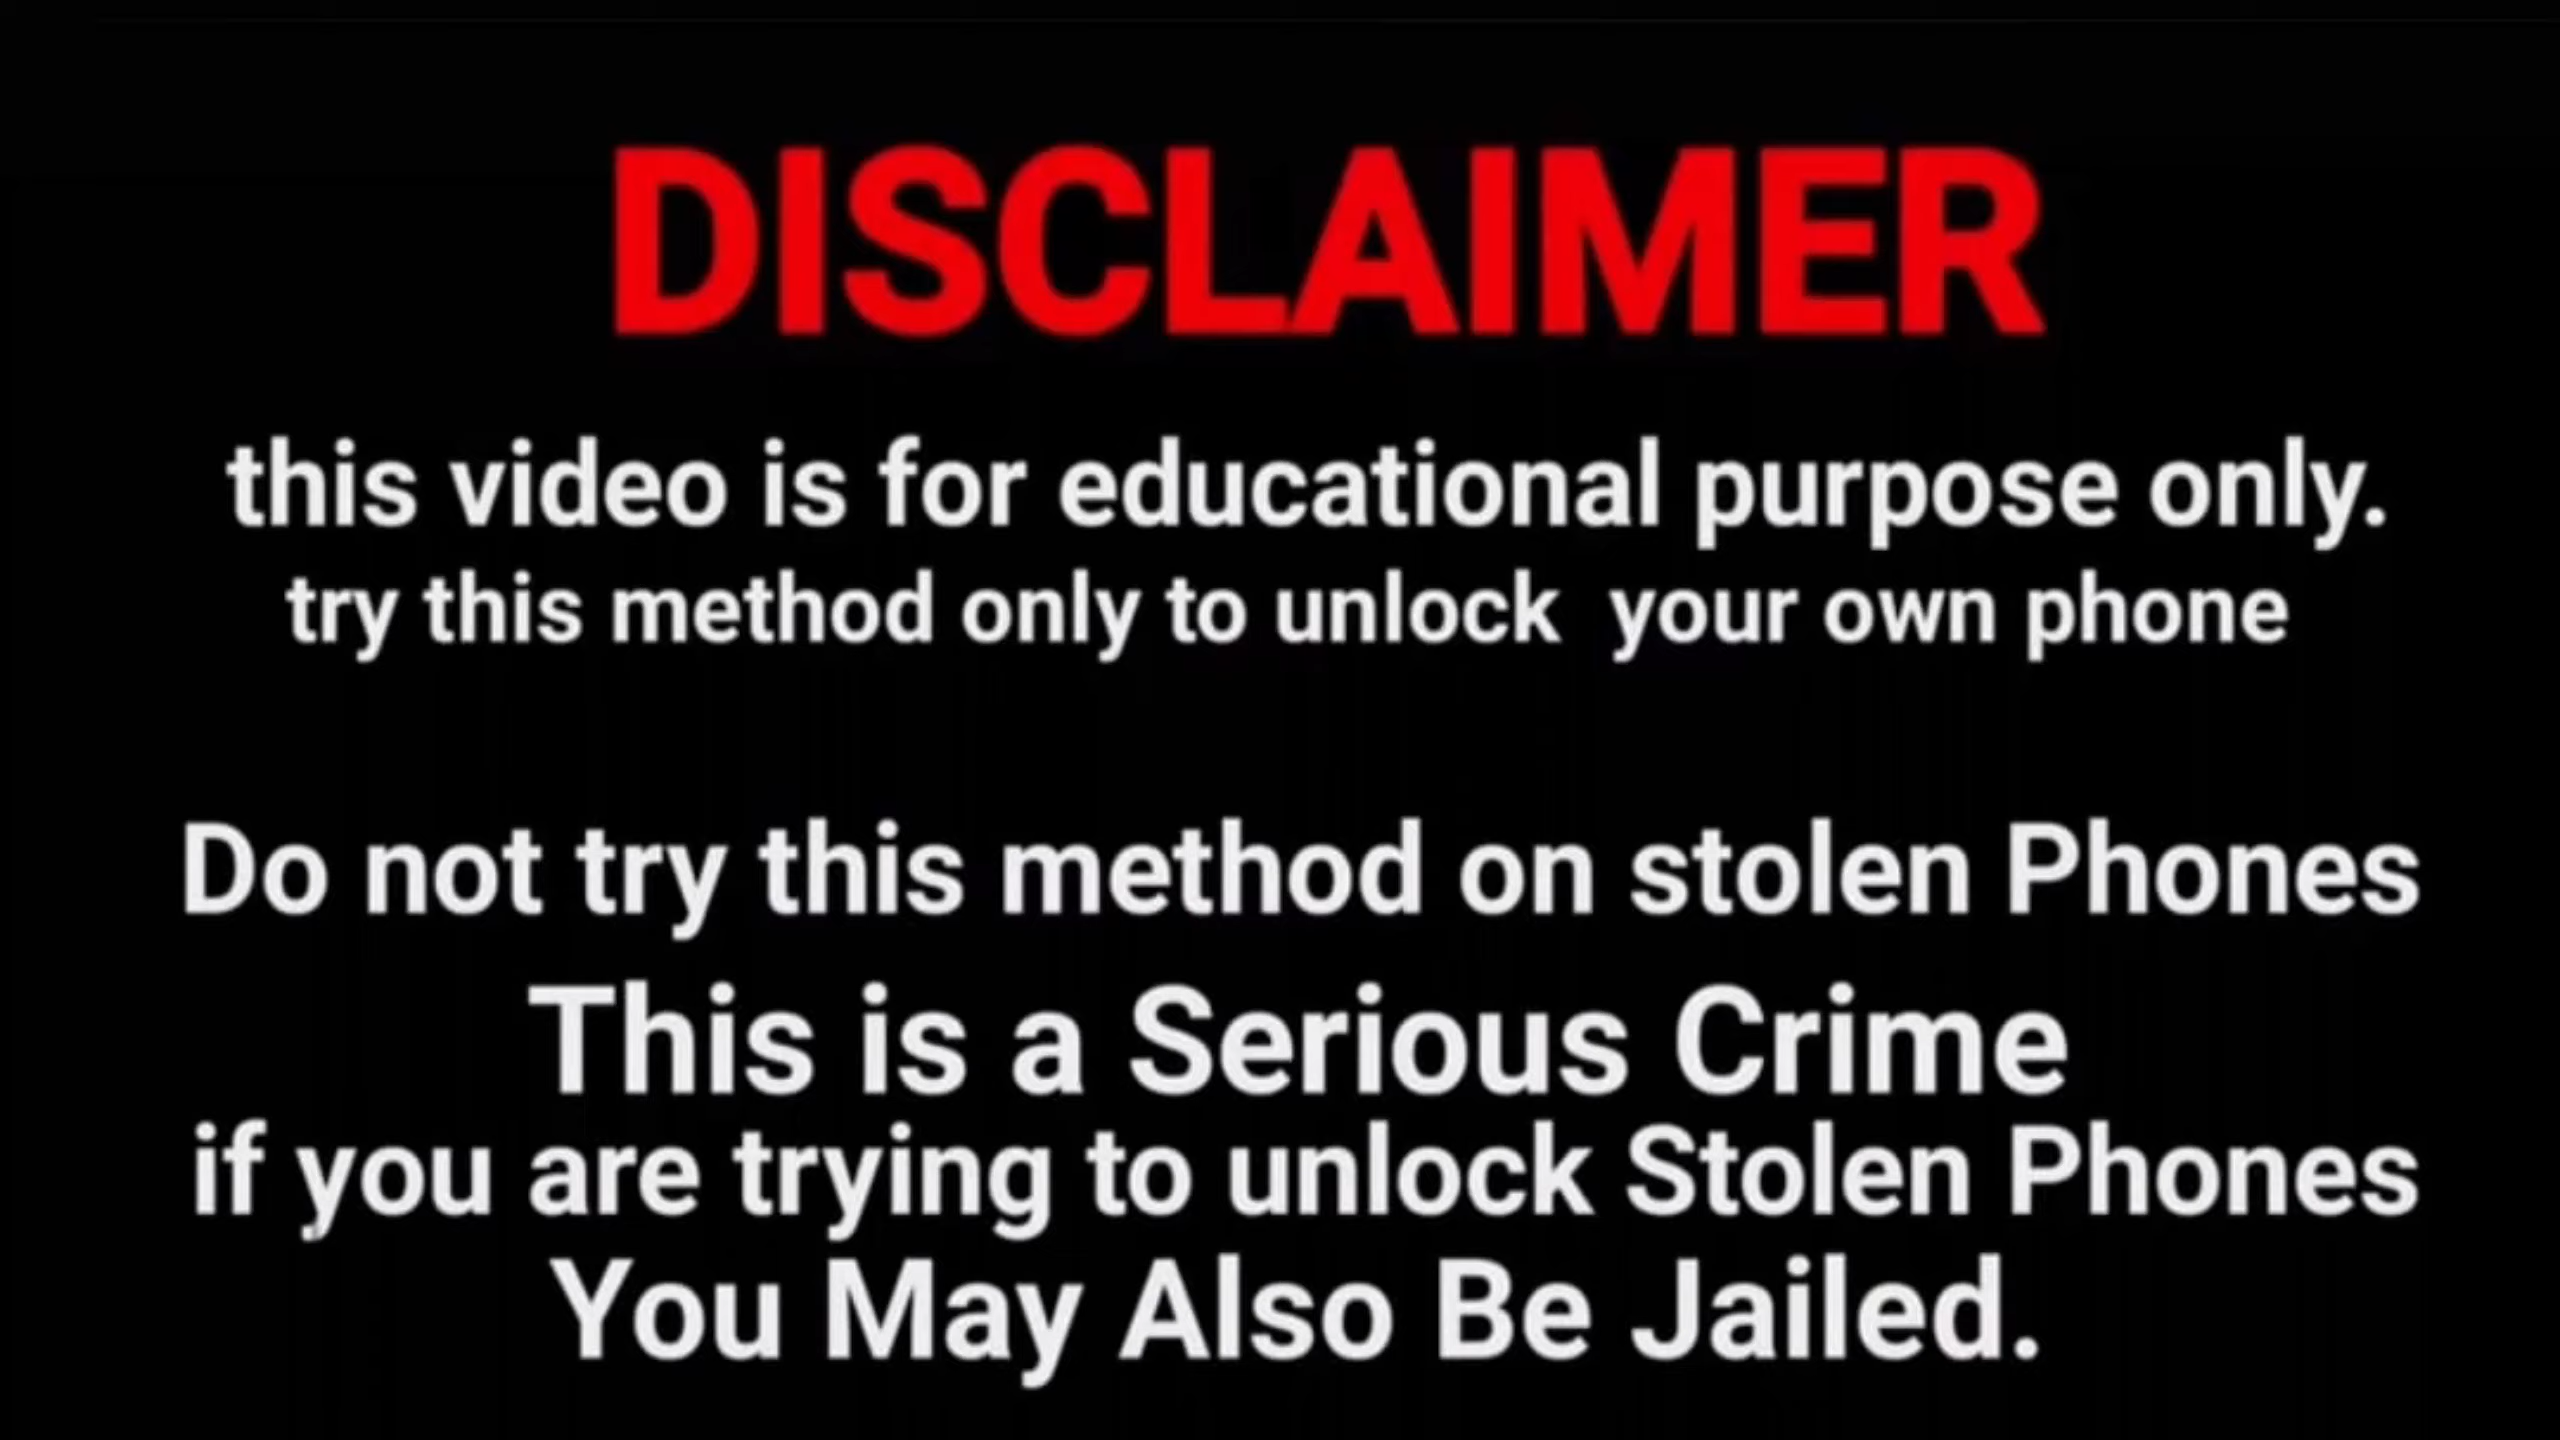 DISCLAIMER
this video is for educational purpose only.
try this method only to unlock your own phone
Do not try this method on stolen Phones
This is a Serious Crime
if you are trying to unlock Stolen Phones
You May Also Be Jailed.